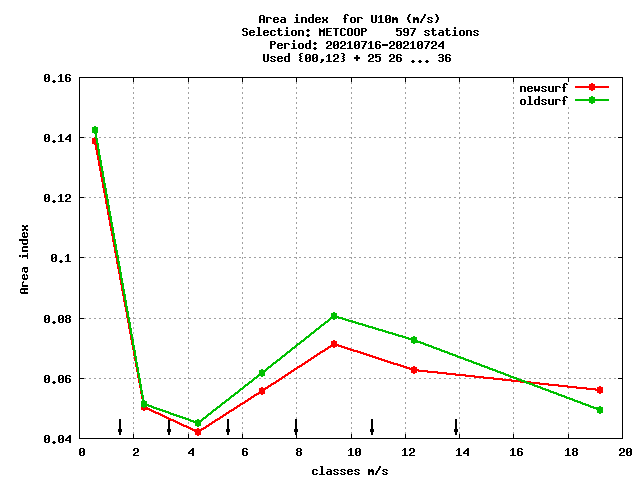 Area index for U10m (m/s)
Selection: METCOOP 597 stations
Period: 20210716-20210724
Used {00,12} + 25 26 ... 36
newsurf
oldsurf
0.16
0.14
0.12
0.1
0.08
0.06
0.04
Area index
0 2 4 6 8 10 12 14 16 18 20
classes m/s